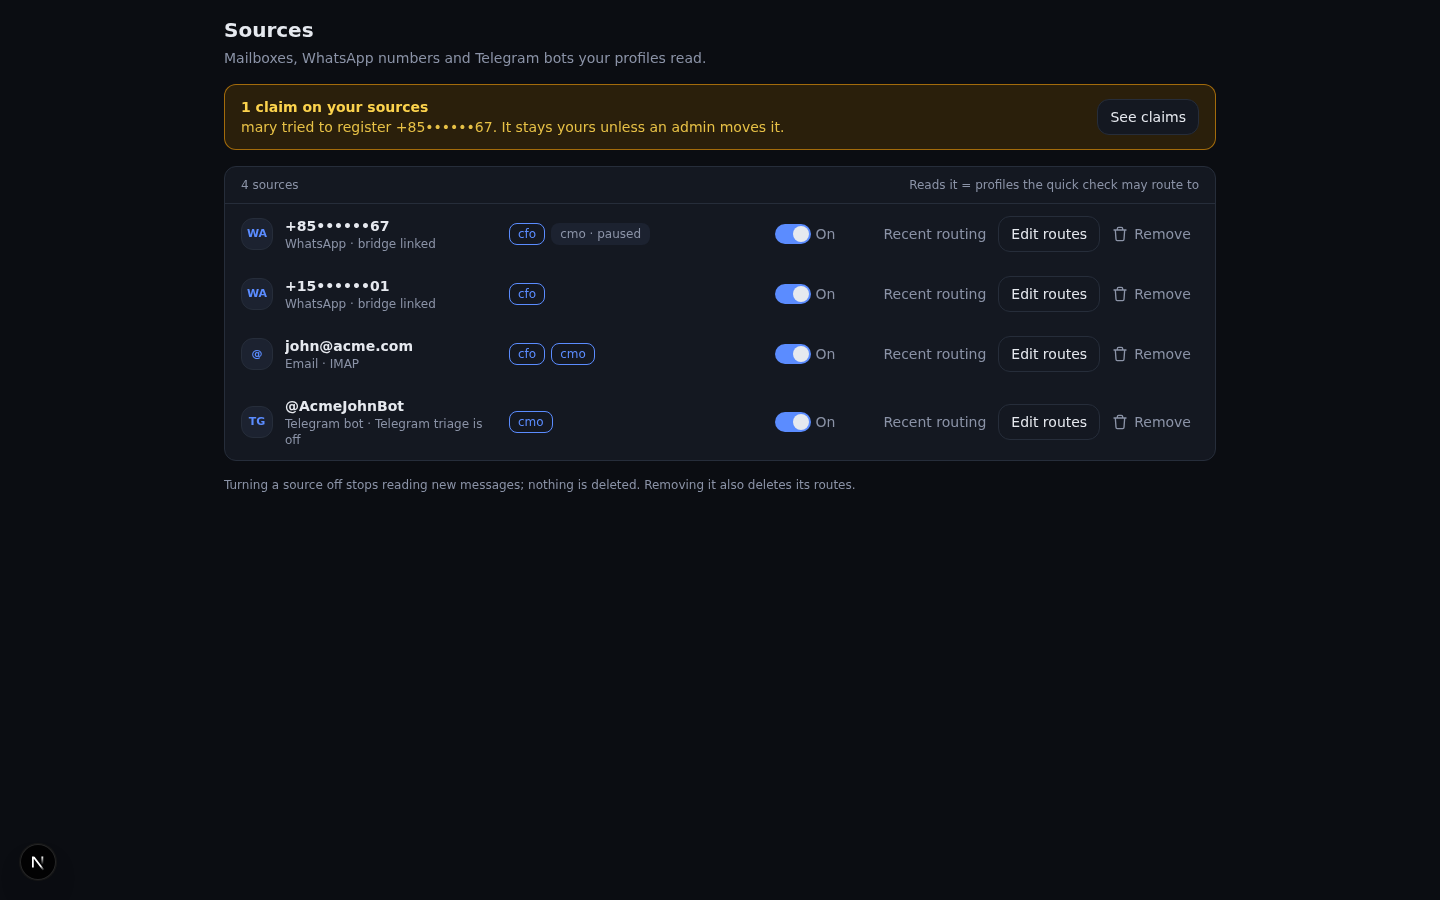 Sources
Mailboxes, WhatsApp numbers and Telegram bots your profiles read.
1 claim on your sources
mary tried to register +85••••••67. It stays yours unless an admin moves it.
See claims
4 sources
Reads it = profiles the quick check may route to
WA
+85••••••67
WhatsApp · bridge linked
cfo
cmo · paused
On
Recent routing
Edit routes
Remove
WA
+15••••••01
WhatsApp · bridge linked
cfo
On
Recent routing
Edit routes
Remove
@
john@acme.com
Email · IMAP
cfo
cmo
On
Recent routing
Edit routes
Remove
TG
@AcmeJohnBot
Telegram bot · Telegram triage is
off
cmo
On
Recent routing
Edit routes
Remove
Turning a source off stops reading new messages; nothing is deleted. Removing it also deletes its routes.
N